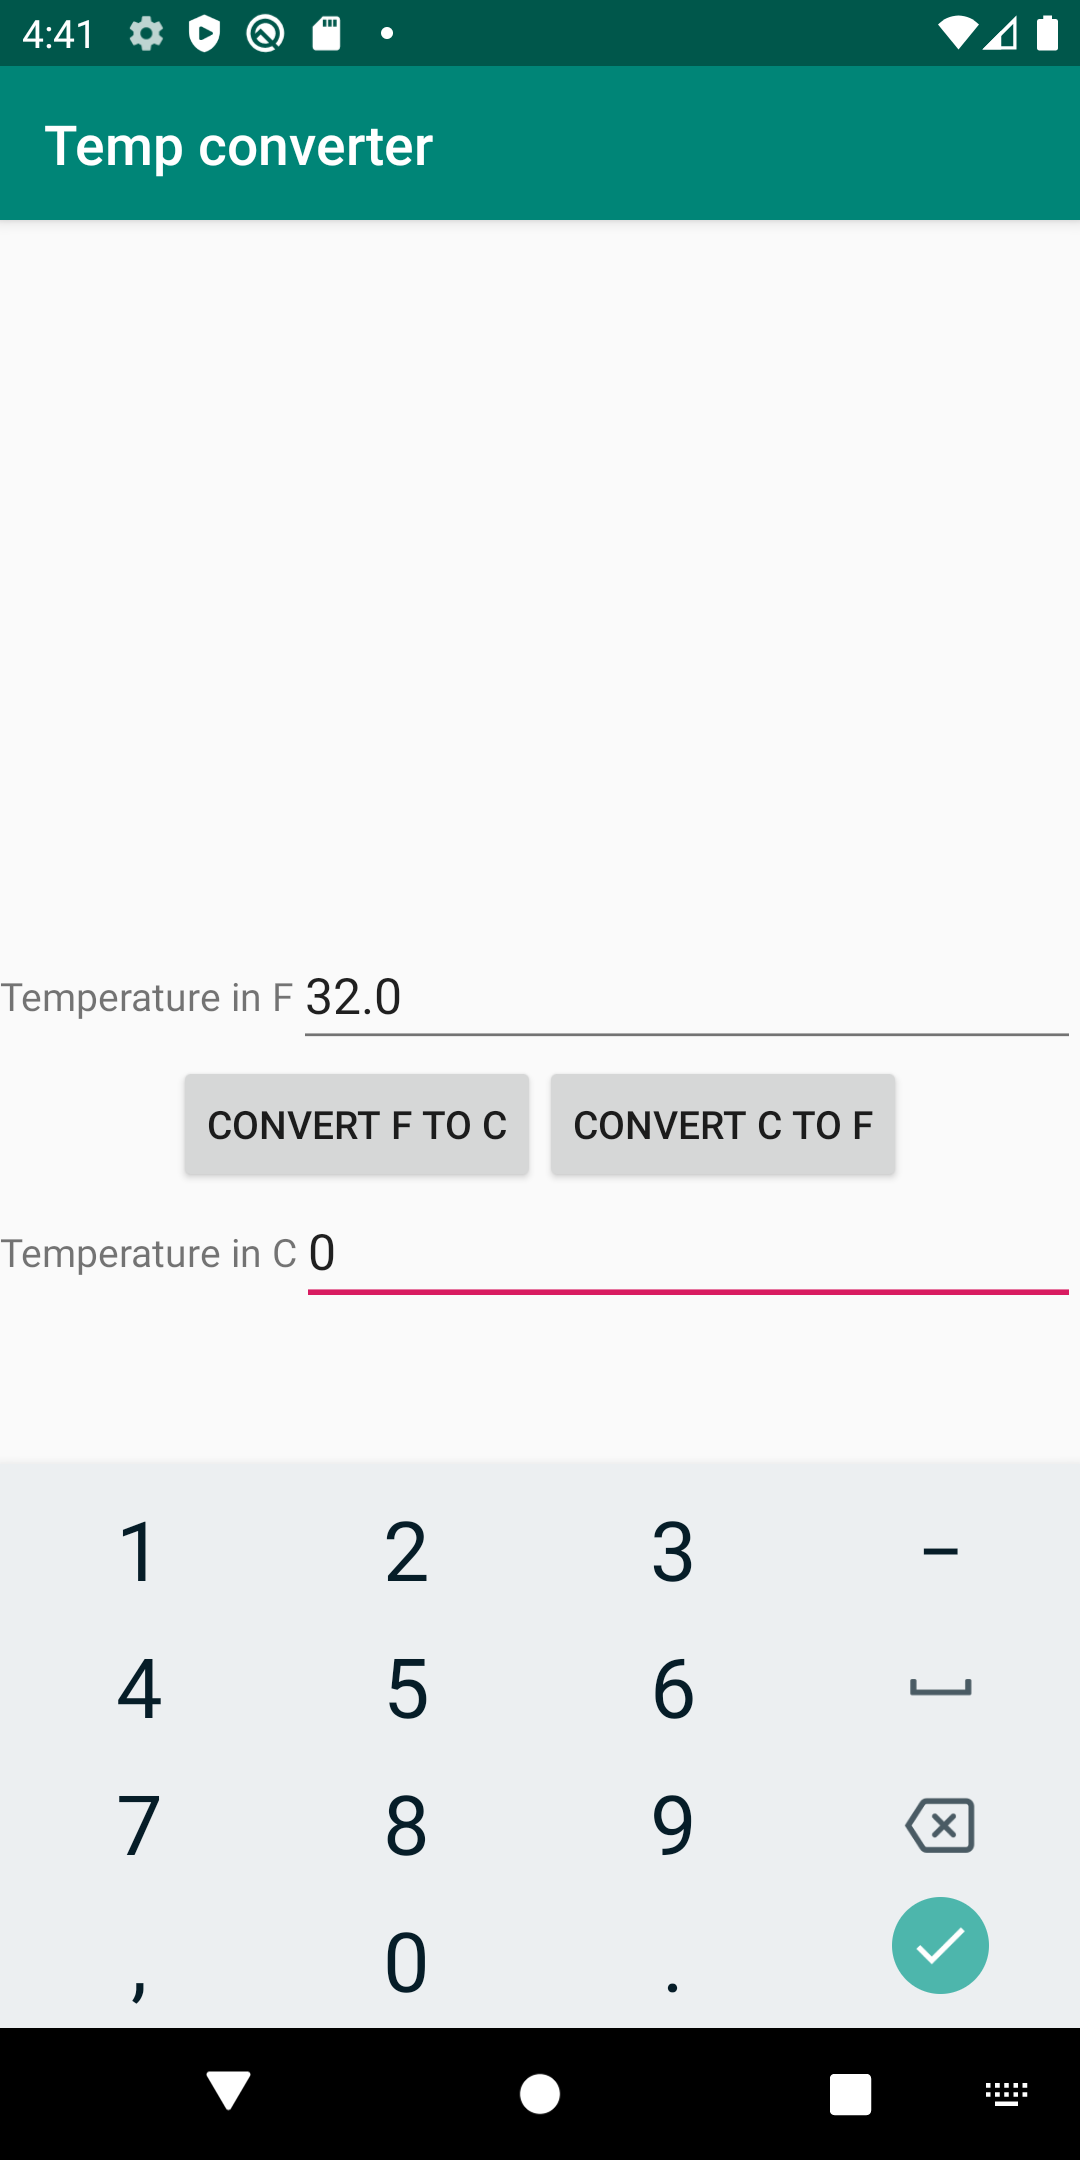 4:41
Temp converter
Temperature in F 32.0
CONVERT F TO C CONVERT C TO F
Temperature in C 0
1 2 3 –
4 5 6
7 8 9
, 0 .